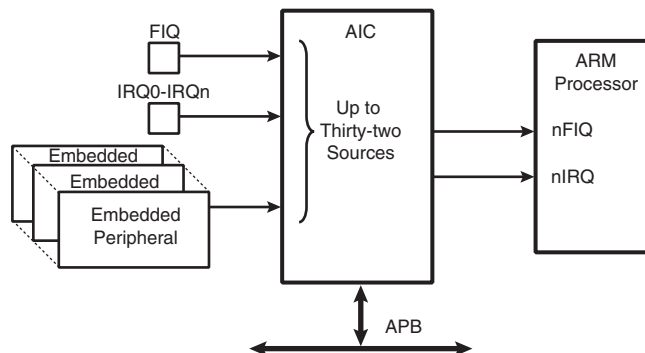 FIQ
IRQ0-IRQn
Embedded
Embedded
Embedded
Peripheral
AIC
Up to
Thirty-two
Sources
ARM
Processor
nFIQ
nIRQ
APB